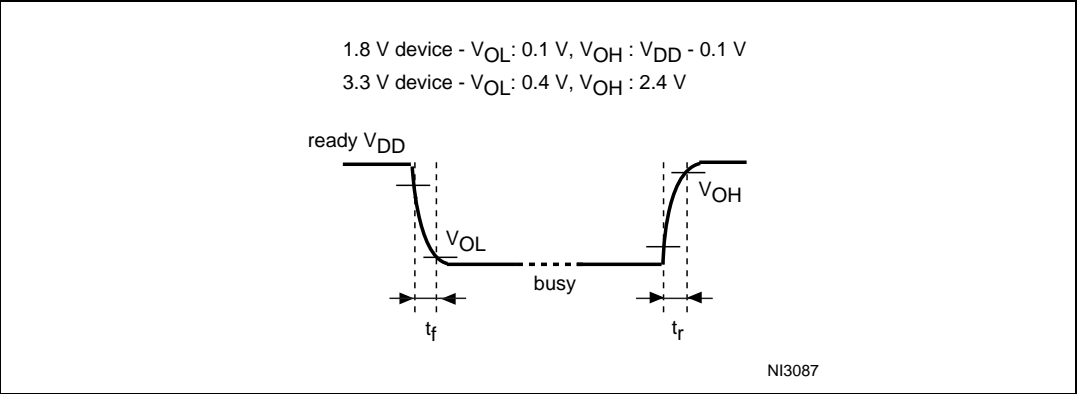 1.8 V device - VOL: 0.1 V, VOH : VDD - 0.1 V
3.3 V device - VOL: 0.4 V, VOH : 2.4 V
ready VDD
VOH
VOL
busy
tf
tr
NI3087